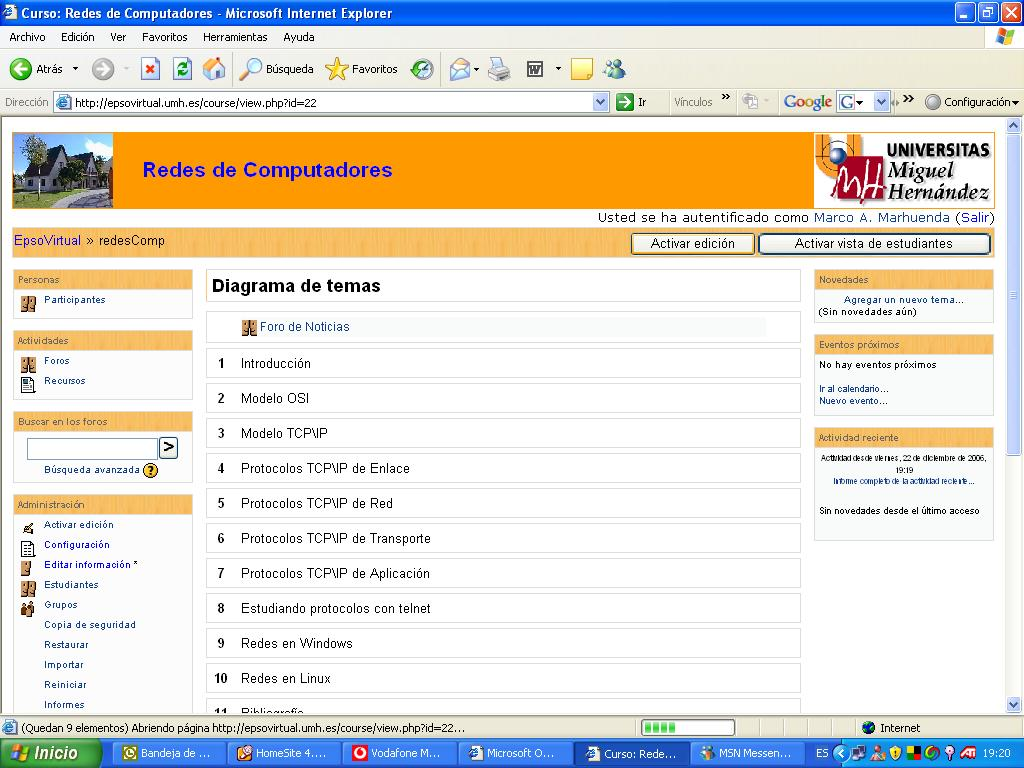 Curso: Redes de Computadores - Microsoft Internet Explorer
Archivo Edición Ver Favoritos Herramientas Ayuda
Atrás Búsqueda Favoritos
Dirección http://epsovirtual.umh.es/course/view.php?id=22 Ir Vínculos » Google G » Configuración
Redes de Computadores
UNIVERSITAS
Miguel
Hernández
Usted se ha autentificado como Marco A. Marhuenda (Salir)
EpsoVirtual » redesComp
Activar edición Activar vista de estudiantes
Personas
Participantes
Actividades
Foros
Recursos
Buscar en los foros
>
Búsqueda avanzada ?
Administración
Activar edición
Configuración
Editar información *
Estudiantes
Grupos
Copia de seguridad
Restaurar
Importar
Reiniciar
Informes
Diagrama de temas
Foro de Noticias
1 Introducción
2 Modelo OSI
3 Modelo TCP\IP
4 Protocolos TCP\IP de Enlace
5 Protocolos TCP\IP de Red
6 Protocolos TCP\IP de Transporte
7 Protocolos TCP\IP de Aplicación
8 Estudiando protocolos con telnet
9 Redes en Windows
10 Redes en Linux
11 Bibliografía
Novedades
Agregar un nuevo tema...
(Sin novedades aún)
Eventos próximos
No hay eventos próximos
Ir al calendario...
Nuevo evento...
Actividad reciente
Actividad desde viernes, 22 de diciembre de 2006,
19:19
Informe completo de la actividad reciente...
Sin novedades desde el último acceso
(Quedan 9 elementos) Abriendo página http://epsovirtual.umh.es/course/view.php?id=22... Internet
Inicio Bandeja de ... HomeSite 4.... Vodafone M... Microsoft O... Curso: Rede... MSN Messen... ES 19:20